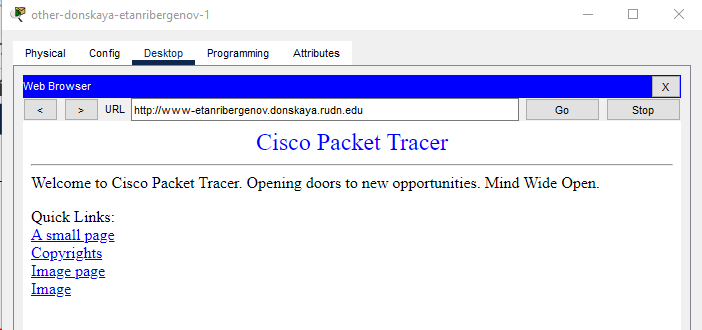 other-donskaya-etanribergenov-1
Physical Config Desktop Programming Attributes
Web Browser X
< > URL http://www-etanribergenov.donskaya.rudn.edu Go Stop
Cisco Packet Tracer
Welcome to Cisco Packet Tracer. Opening doors to new opportunities. Mind Wide Open.
Quick Links:
A small page
Copyrights
Image page
Image